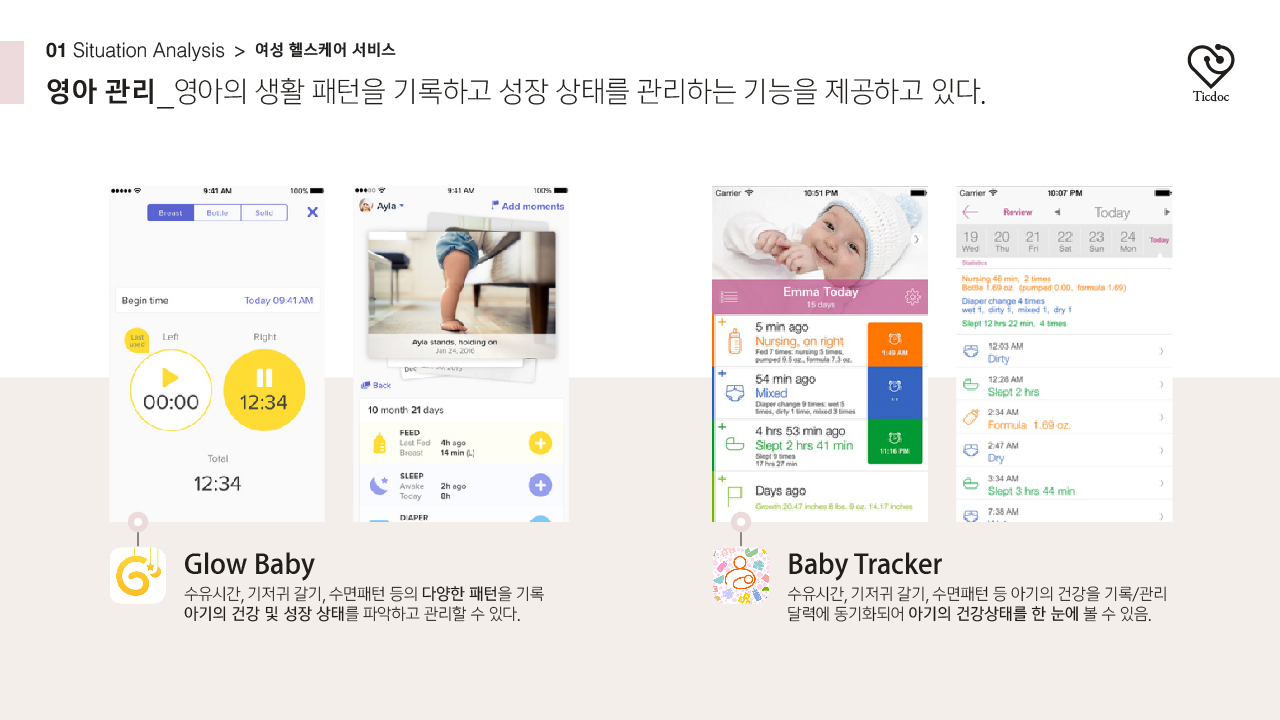 01 Situation Analysis > 여성 헬스케어 서비스
영아 관리_영아의 생활 패턴을 기록하고 성장 상태를 관리하는 기능을 제공하고 있다.
Ticdoc
9:41 AM 100%
Breast Bottle Solid X
Begin time Today 09:41 AM
Last used
Left Right
00:00 12:34
Total
12:34
9:41 AM 100%
Ayla Add moments
Ayla stands, holding on
Jan 24, 2016
Back
10 month 21 days
FEED
Last Fed 4h ago
Breast 14 min (L)
SLEEP
Awake 2h ago
Today 8h
DIAPER
Carrier 10:51 PM
Emma Today
15 days
5 min ago
Nursing, on right
Fed 7 times: nursing 5 times,
pumped 9.5 oz., formula 7.3 oz.
1:49 AM
54 min ago
Mixed
Diaper change 9 times: wet 5
times, dirty 1 time, mixed 3 times
4 hrs 53 min ago
Slept 2 hrs 41 min
Slept 9 times
17 hrs 27 min
11:16 PM
Days ago
Growth 20.47 inches 8 lbs. 9 oz. 14.17 inches
Carrier 10:07 PM
Review Today
19 20 21 22 23 24 Today
Wed Thu Fri Sat Sun Mon
Statistics
Nursing 46 min, 2 times
Bottle 1.69 oz (pumped 0.00, formula 1.69)
Diaper change 4 times
wet 1, dirty 1, mixed 1, dry 1
Slept 12 hrs 22 min, 4 times
12:03 AM
Dirty
12:28 AM
Slept 2 hrs
2:34 AM
Formula 1.69 oz.
2:47 AM
Dry
3:34 AM
Slept 3 hrs 44 min
7:38 AM
Glow Baby
수유시간, 기저귀 갈기, 수면패턴 등의 다양한 패턴을 기록
아기의 건강 및 성장 상태를 파악하고 관리할 수 있다.
Baby Tracker
수유시간, 기저귀 갈기, 수면패턴 등 아기의 건강을 기록/관리
달력에 동기화되어 아기의 건강상태를 한 눈에 볼 수 있음.